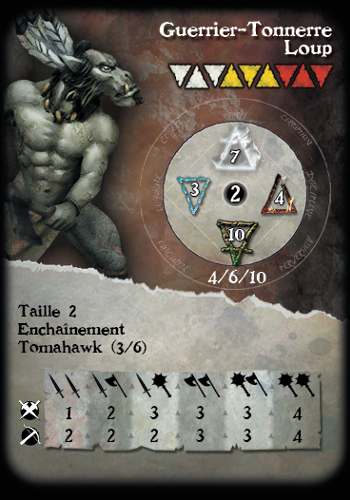 Guerrier-Tonnerre
Loup
7
3
2
4
10
4/6/10
Taille 2
Enchaînement
Tomahawk (3/6)
1 2 3 3 3 4
2 2 2 3 3 4